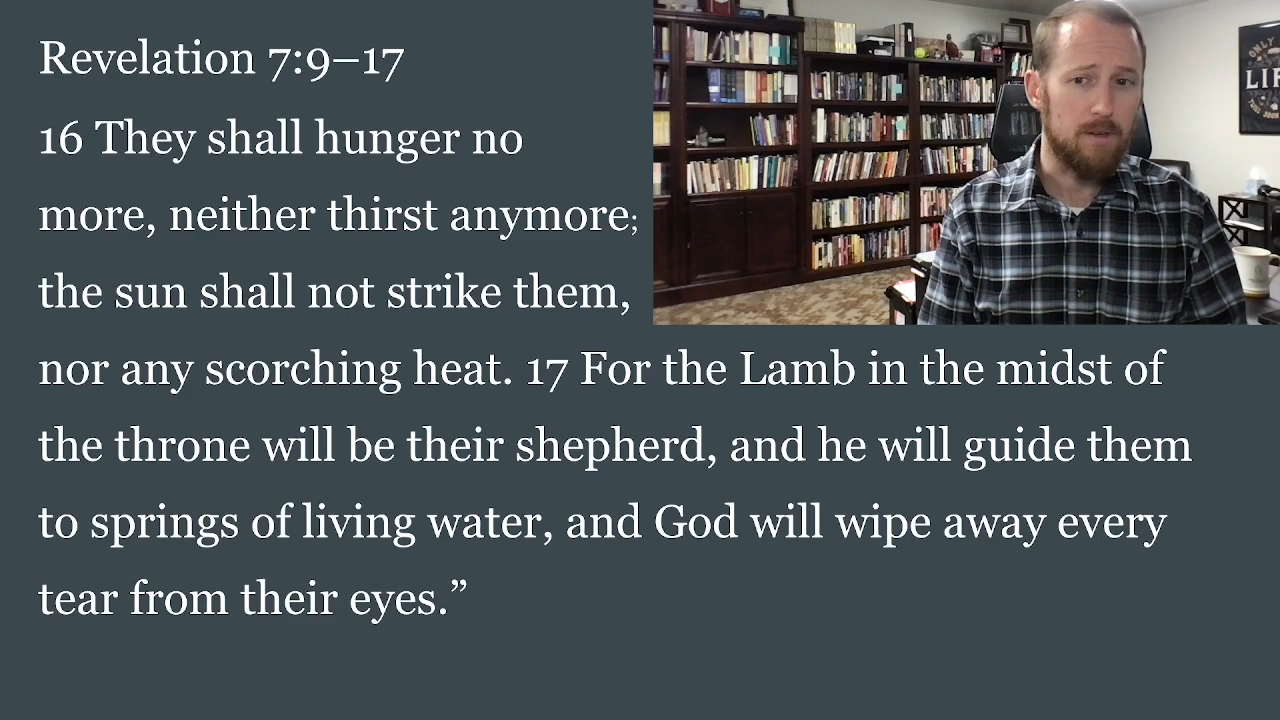 Revelation 7:9–17
16 They shall hunger no
more, neither thirst anymore;
the sun shall not strike them,
nor any scorching heat. 17 For the Lamb in the midst of
the throne will be their shepherd, and he will guide them
to springs of living water, and God will wipe away every
tear from their eyes.”
ONLY